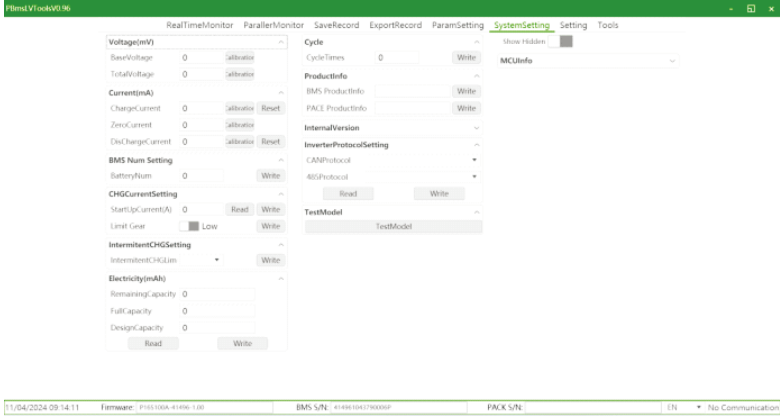 PBmsLVToolsV0.96
RealTimeMonitor ParallerMonitor SaveRecord ExportRecord ParamSetting SystemSetting Setting Tools
Voltage(mV)
BaseVoltage 0 Calibration
TotalVoltage 0 Calibration
Current(mA)
ChargeCurrent 0 Calibration Reset
ZeroCurrent 0 Calibration
DisChargeCurrent 0 Calibration Reset
BMS Num Setting
BatteryNum 0 Write
CHGCurrentSetting
StartUpCurrent(A) 0 Read Write
Limit Gear Low Write
IntermitentCHGSetting
IntermitentCHGLim Write
Electricity(mAh)
RemainingCapacity 0
FullCapacity 0
DesignCapacity 0
Read Write
Cycle
CycleTimes 0 Write
ProductInfo
BMS ProductInfo Write
PACE ProductInfo Write
InternalVersion
InverterProtocolSetting
CANProtocol
485Protocol
Read Write
TestModel
TestModel
Show Hidden
MCUInfo
11/04/2024 09:14:11 Firmware: P16S100A-41496-1.00 BMS S/N: PACK S/N: EN No Communication